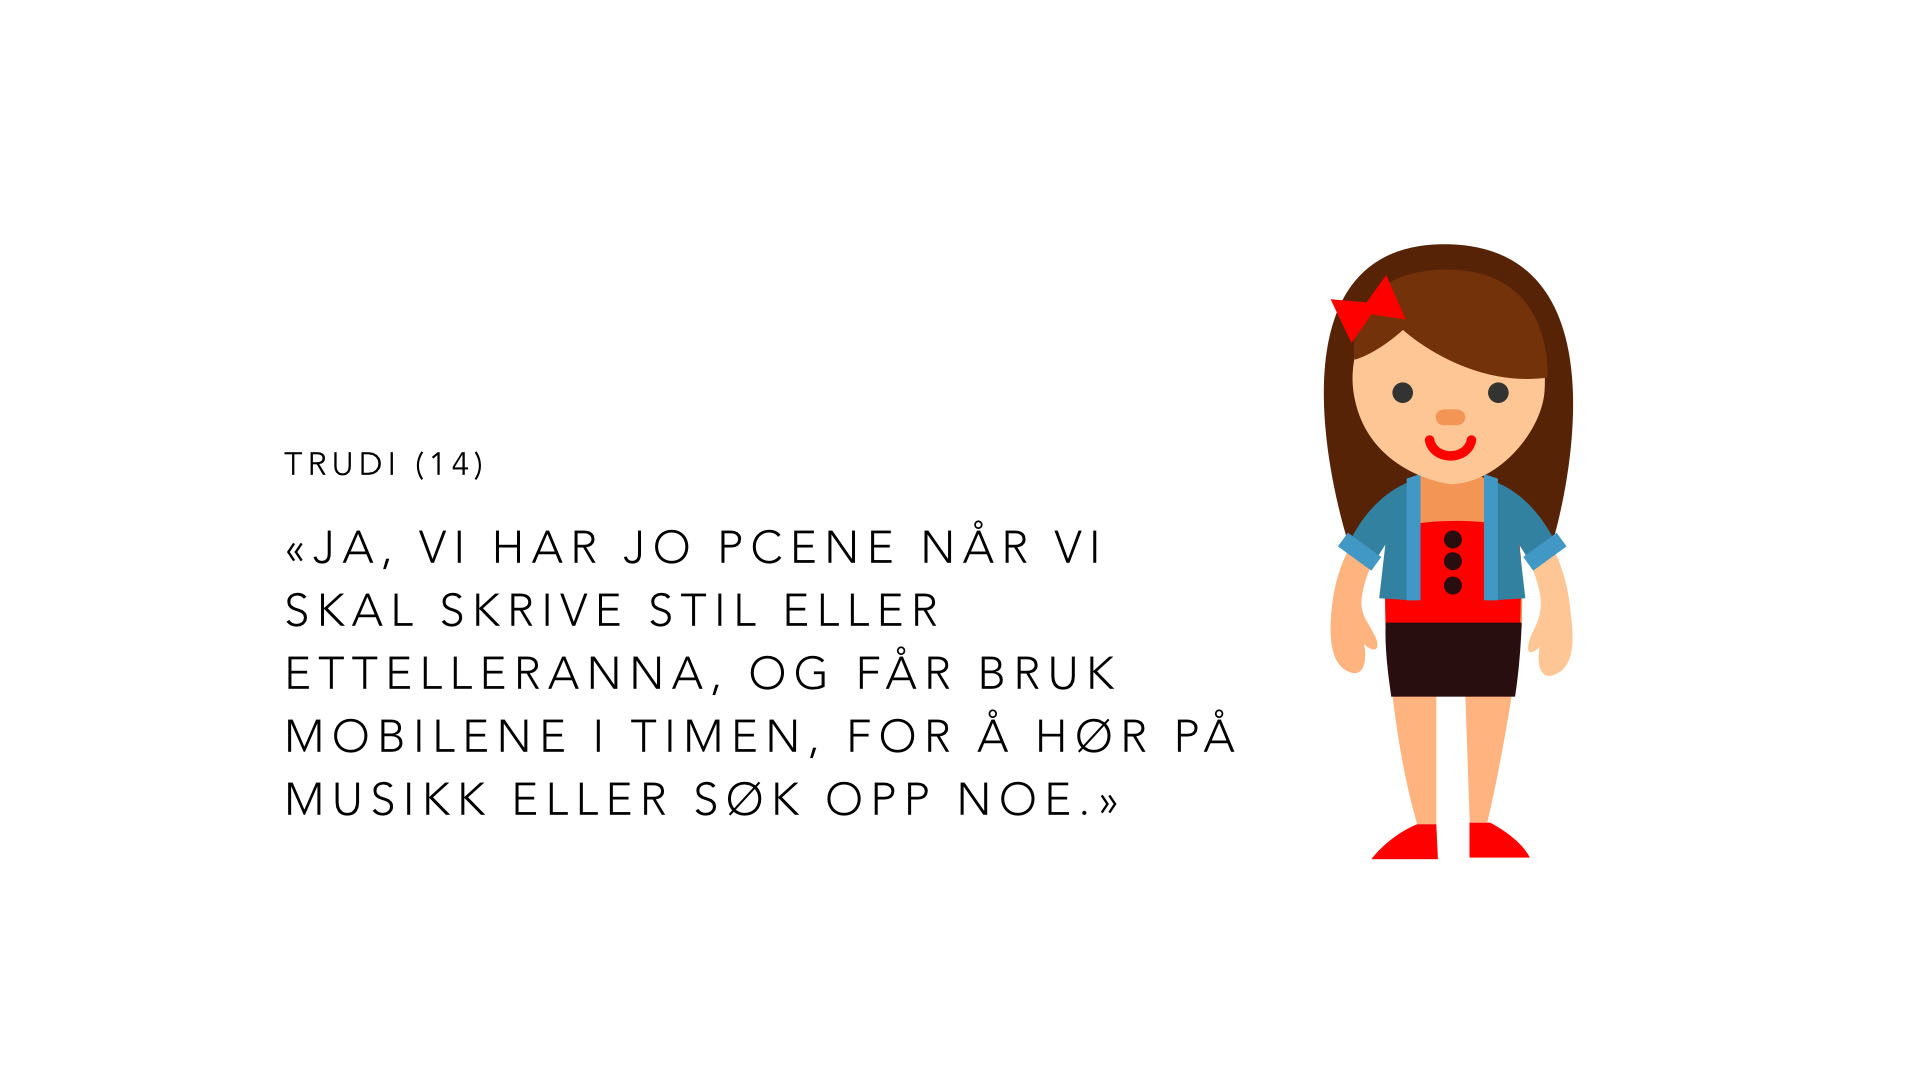 TRUDI (14)
«JA, VI HAR JO PCENE NÅR VI
SKAL SKRIVE STIL ELLER
ETTELLERANNA, OG FÅR BRUK
MOBILENE I TIMEN, FOR Å HØR PÅ
MUSIKK ELLER SØK OPP NOE.»